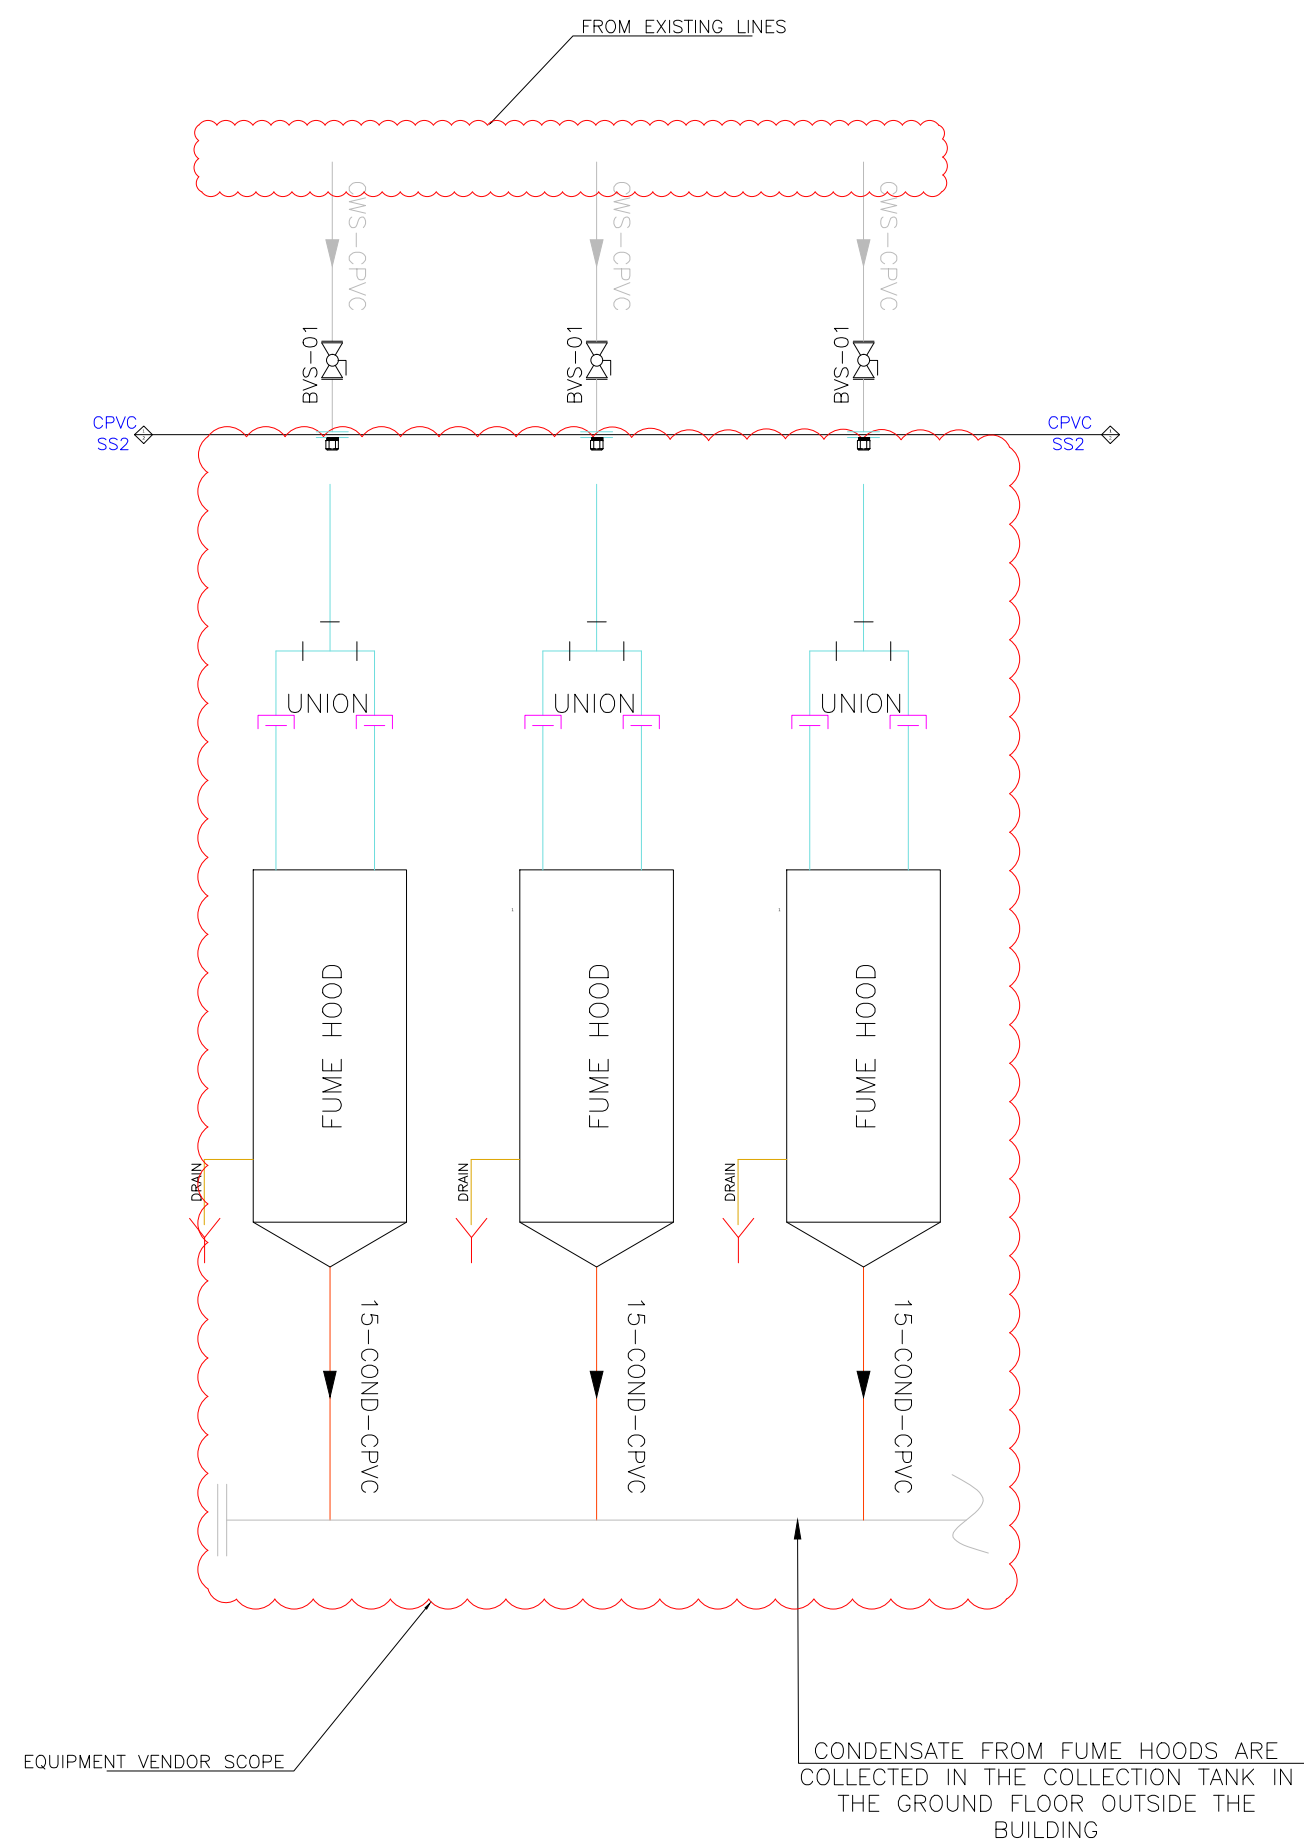 FROM EXISTING LINES
CWS-CPVC
CWS-CPVC
CWS-CPVC
BVS-01
BVS-01
BVS-01
CPVC
SS2
CPVC
SS2
UNION
UNION
UNION
FUME HOOD
FUME HOOD
FUME HOOD
DRAIN
DRAIN
DRAIN
15-COND-CPVC
15-COND-CPVC
15-COND-CPVC
EQUIPMENT VENDOR SCOPE
CONDENSATE FROM FUME HOODS ARE
COLLECTED IN THE COLLECTION TANK IN
THE GROUND FLOOR OUTSIDE THE
BUILDING